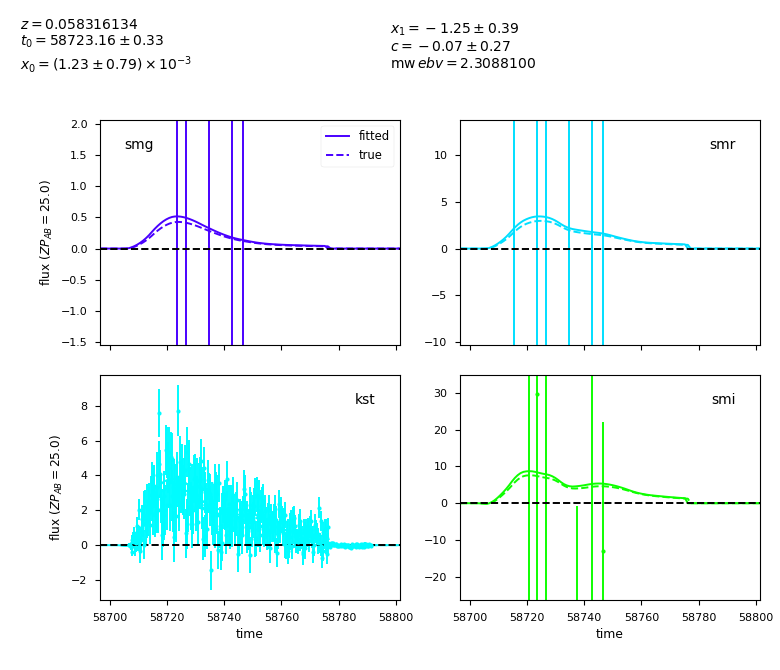 z = 0.058316134
t₀ = 58723.16 ± 0.33
x₀ = (1.23 ± 0.79) × 10⁻³
x₁ = −1.25 ± 0.39
c = −0.07 ± 0.27
mw ebv = 2.3088100
smg
fitted
true
flux (ZP_AB = 25.0)
2.0
1.5
1.0
0.5
0.0
−0.5
−1.0
−1.5
smr
10
5
0
−5
−10
kst
flux (ZP_AB = 25.0)
8
6
4
2
0
−2
58700 58720 58740 58760 58780 58800
time
smi
30
20
10
0
−10
−20
58700 58720 58740 58760 58780 58800
time